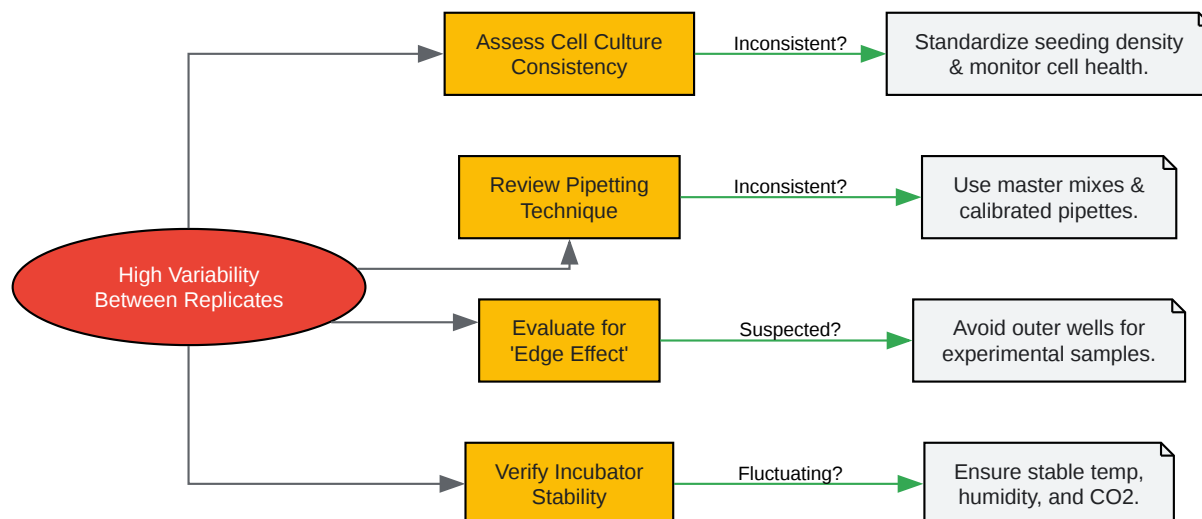 Assess Cell Culture
Consistency
Inconsistent?
Standardize seeding density
& monitor cell health.
Review Pipetting
Technique
Inconsistent?
Use master mixes &
calibrated pipettes.
High Variability
Between Replicates
Evaluate for
'Edge Effect'
Suspected?
Avoid outer wells for
experimental samples.
Verify Incubator
Stability
Fluctuating?
Ensure stable temp,
humidity, and CO2.